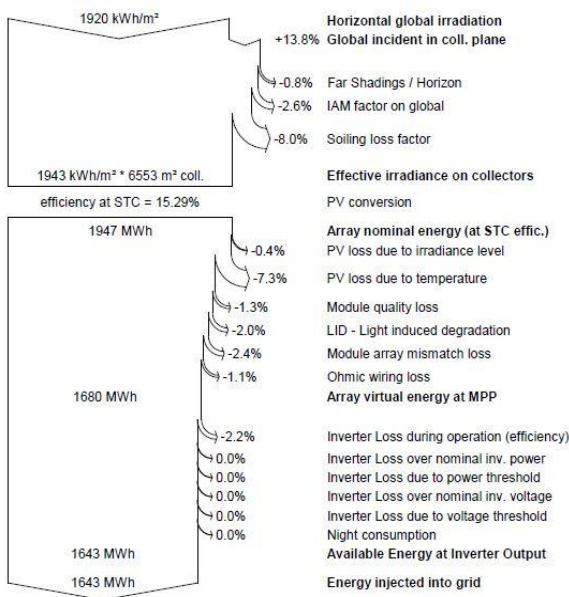 1920 kWh/m² Horizontal global irradiation
+13.8% Global incident in coll. plane
-0.8% Far Shadings / Horizon
-2.6% IAM factor on global
-8.0% Soiling loss factor
1943 kWh/m² * 6553 m² coll. Effective irradiance on collectors
efficiency at STC = 15.29% PV conversion
1947 MWh Array nominal energy (at STC effic.)
-0.4% PV loss due to irradiance level
-7.3% PV loss due to temperature
-1.3% Module quality loss
-2.0% LID - Light induced degradation
-2.4% Module array mismatch loss
-1.1% Ohmic wiring loss
1680 MWh Array virtual energy at MPP
-2.2% Inverter Loss during operation (efficiency)
0.0% Inverter Loss over nominal inv. power
0.0% Inverter Loss due to power threshold
0.0% Inverter Loss over nominal inv. voltage
0.0% Inverter Loss due to voltage threshold
0.0% Night consumption
1643 MWh Available Energy at Inverter Output
1643 MWh Energy injected into grid